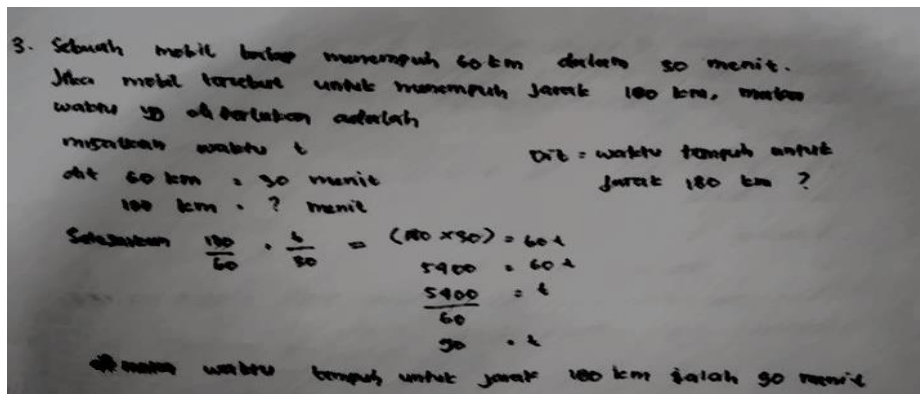 3. Sebuah mobil balap menempuh 60 km dalam 30 menit.
Jika mobil tersebut untuk menempuh jarak 180 km, maka
waktu yg di perlukan adalah
misalkan waktu t
Dit = waktu tempuh untuk
jarak 180 km ?
dik 60 km = 30 menit
180 km = ? menit
Selesaikan 180/60 = t/30 = (180 x 30) = 60 t
5400 = 60 t
5400/60 = t
90 = t
maka waktu tempuh untuk jarak 180 km ialah 90 menit